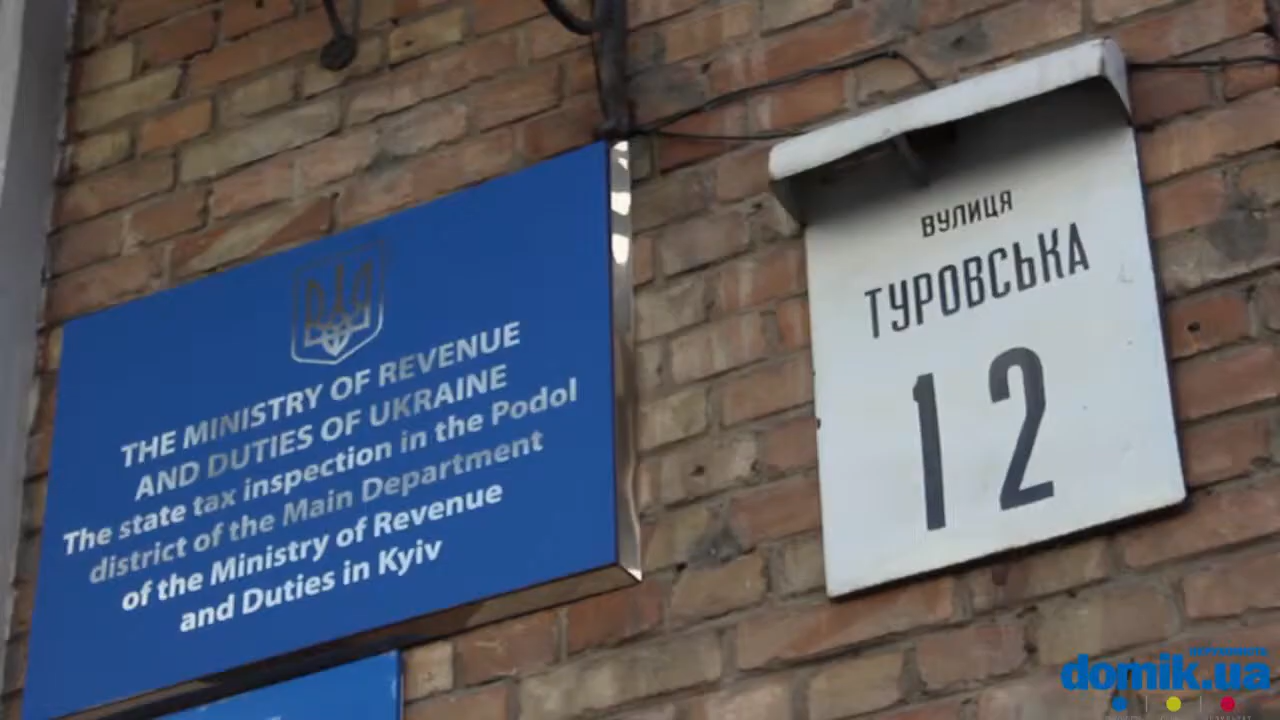 THE MINISTRY OF REVENUE
AND DUTIES OF UKRAINE
The state tax inspection in the Podol
district of the Main Department
of the Ministry of Revenue
and Duties in Kyiv
ВУЛИЦЯ
ТУРОВСЬКА
12
domik.ua